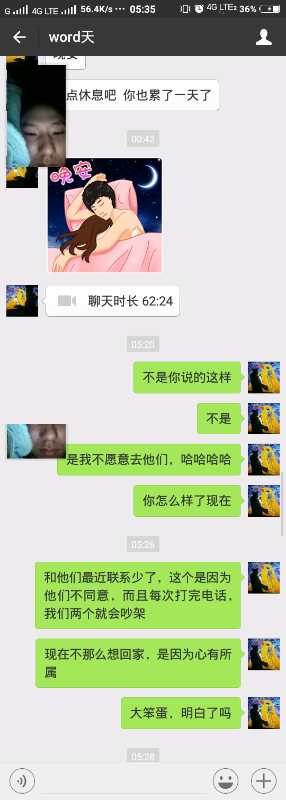 G 4G LTE 56.4K/s ··· 05:35 4G LTE 36%
word天
晚安
点休息吧 你也累了一天了
00:42
晚安
聊天时长 62:24
05:25
不是你说的这样
不是
是我不愿意去他们，哈哈哈哈
你怎么样了现在
05:26
和他们最近联系少了，这个是因为
他们不同意，而且每次打完电话，
我们两个就会吵架
现在不那么想回家，是因为心有所
属
大笨蛋，明白了吗
05:28